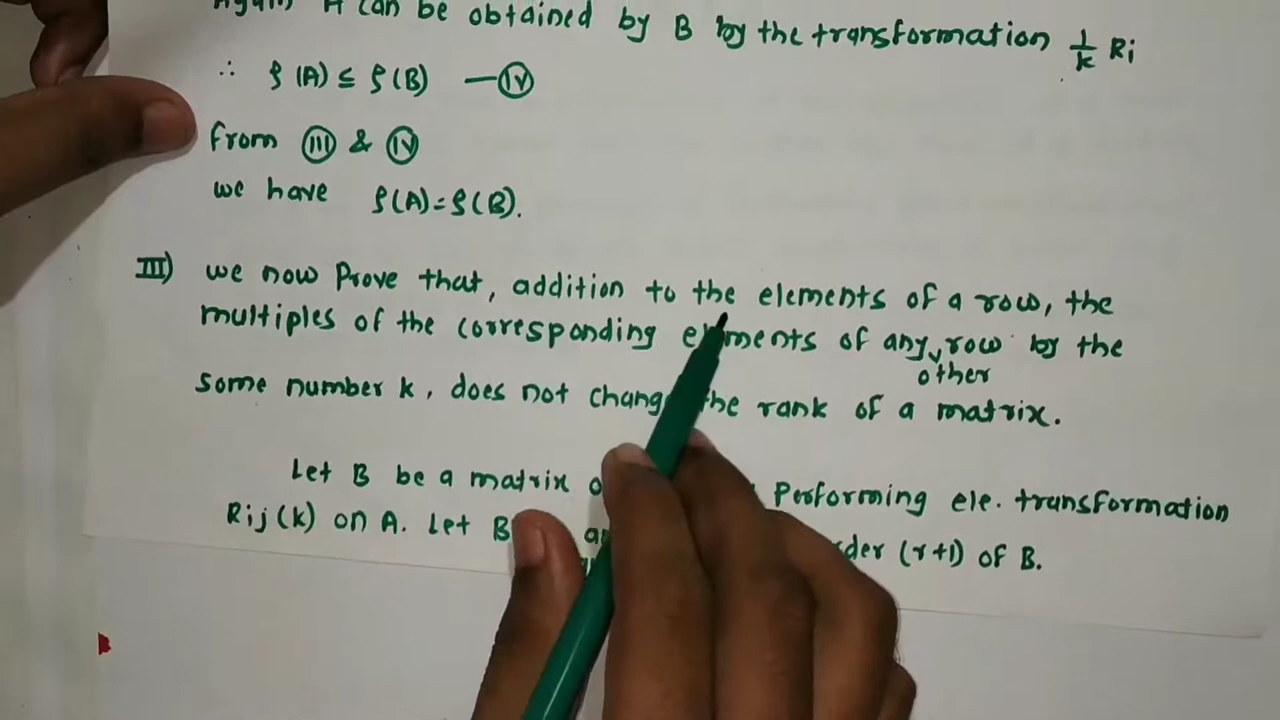 Again A can be obtained by B by the transformation 1/k Ri
∴ ρ(A) ≤ ρ(B) —(IV)
from (III) & (IV)
we have ρ(A)=ρ(B).
III) we now Prove that, addition to the elements of a row, the
multiples of the corresponding elements of any other row by the
some number k, does not change the rank of a matrix.
Let B be a matrix Performing ele. transformation
Rij(k) on A. Let B (r+1) of B.